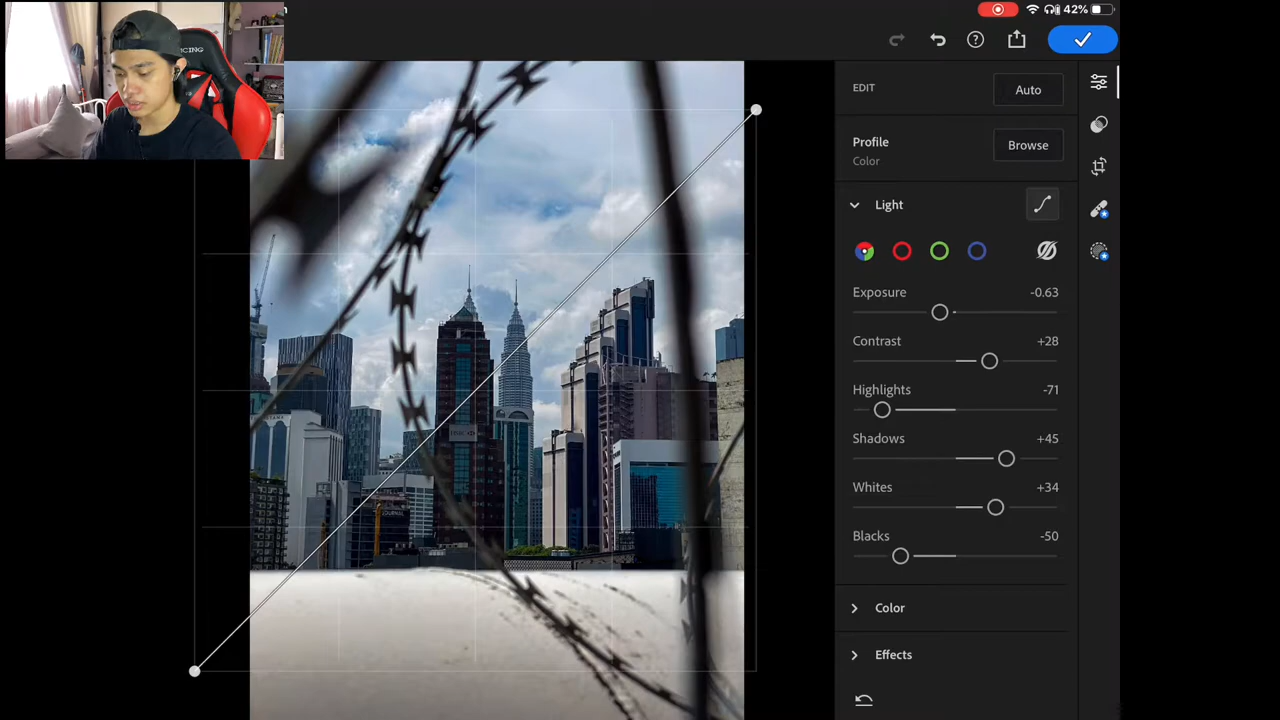 42%
EDIT
Auto
Profile
Color
Browse
Light
Exposure
-0.63
Contrast
+28
Highlights
-71
Shadows
+45
Whites
+34
Blacks
-50
Color
Effects